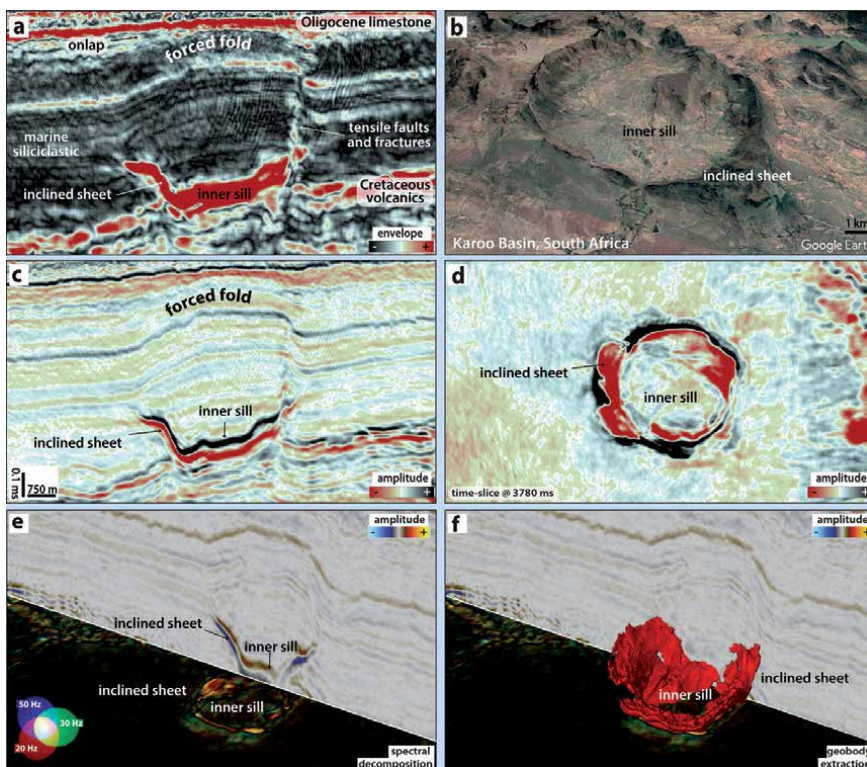 a
Oligocene limestone
onlap
forced fold
marine
siliciclastic
tensile faults
and fractures
inclined sheet
inner sill
Cretaceous
volcanics
envelope
- +
b
inner sill
inclined sheet
1 km
Karoo Basin, South Africa
Google Earth
c
forced fold
inner sill
inclined sheet
0.1 ms
750 m
amplitude
- +
d
inclined sheet
inner sill
time-slice @ 3780 ms
amplitude
- +
e
amplitude
- +
inclined sheet
inner sill
inclined sheet
inner sill
50 Hz
30 Hz
20 Hz
spectral
decomposition
f
amplitude
- +
inclined sheet
inner sill
geobody
extraction